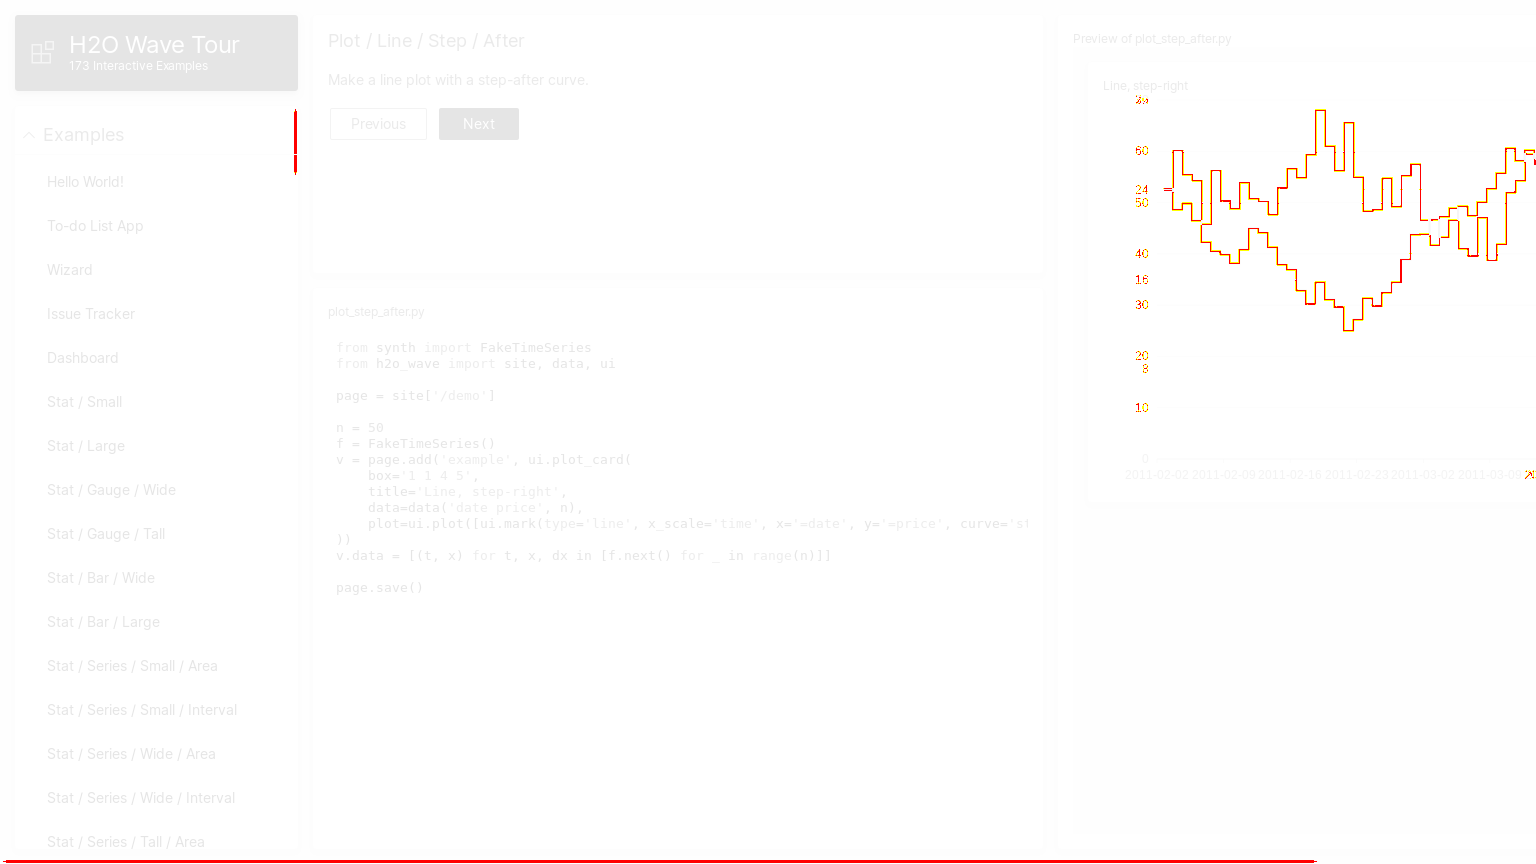 H2O Wave Tour
173 Interactive Examples
Examples
Hello World!
To-do List App
Wizard
Issue Tracker
Dashboard
Stat / Small
Stat / Large
Stat / Gauge / Wide
Stat / Gauge / Tall
Stat / Bar / Wide
Stat / Bar / Large
Stat / Series / Small / Area
Stat / Series / Small / Interval
Stat / Series / Wide / Area
Stat / Series / Wide / Interval
Stat / Series / Tall / Area
Plot / Line / Step / After
Make a line plot with a step-after curve.
Previous Next
plot_step_after.py
from synth import FakeTimeSeries
from h2o_wave import site, data, ui
page = site['/demo']
n = 50
f = FakeTimeSeries()
v = page.add('example', ui.plot_card(
box='1 1 4 5',
title='Line, step-right',
data=data('date price', n),
plot=ui.plot([ui.mark(type='line', x_scale='time', x='=date', y='=price', curve='st
))
v.data = [(t, x) for t, x, dx in [f.next() for _ in range(n)]]
page.save()
Preview of plot_step_after.py
Line, step-right
60
24
50
40
16
30
20
8
10
0
2011-02-02 2011-02-09 2011-02-16 2011-02-23 2011-03-02 2011-03-09